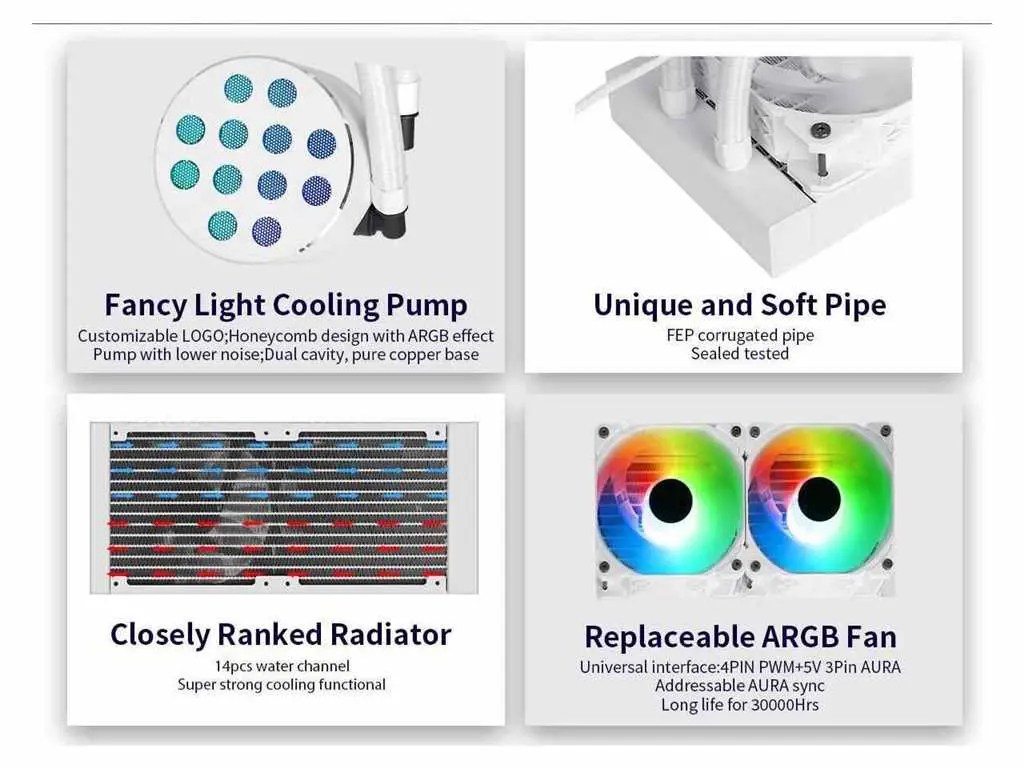 Fancy Light Cooling Pump
Customizable LOGO;Honeycomb design with ARGB effect
Pump with lower noise;Dual cavity, pure copper base
Unique and Soft Pipe
FEP corrugated pipe
Sealed tested
Closely Ranked Radiator
14pcs water channel
Super strong cooling functional
Replaceable ARGB Fan
Universal interface:4PIN PWM+5V 3Pin AURA
Addressable AURA sync
Long life for 30000Hrs